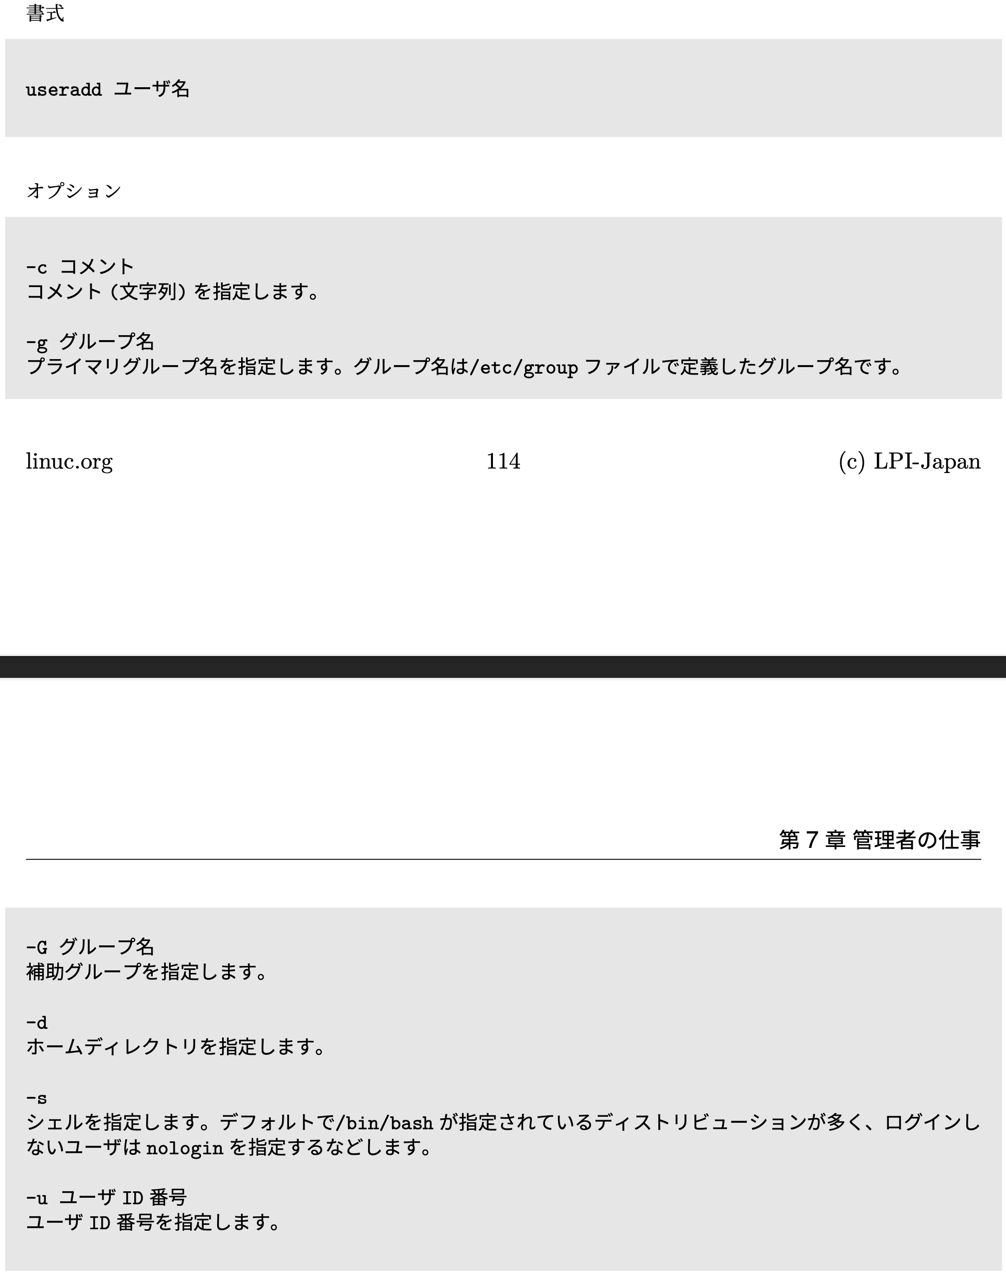 書式
useradd ユーザ名
オプション
-c コメント
コメント (文字列) を指定します。
-g グループ名
プライマリグループ名を指定します。グループ名は/etc/group ファイルで定義したグループ名です。
linuc.org 114 (c) LPI-Japan
第 7 章 管理者の仕事
-G グループ名
補助グループを指定します。
-d
ホームディレクトリを指定します。
-s
シェルを指定します。デフォルトで/bin/bash が指定されているディストリビューションが多く、ログインし
ないユーザは nologin を指定するなどします。
-u ユーザ ID 番号
ユーザ ID 番号を指定します。